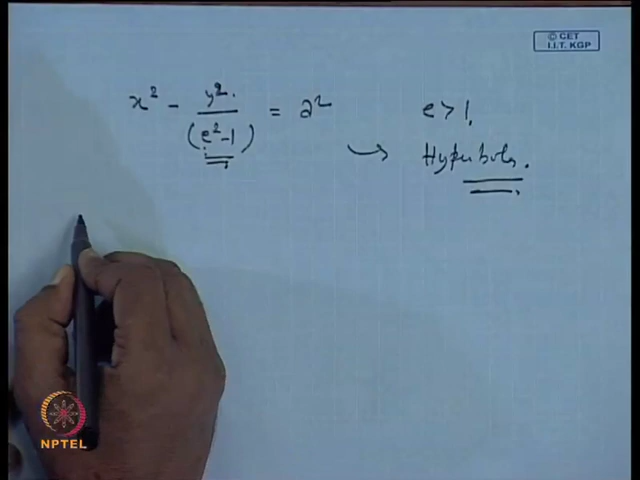 © CET
I.I.T. KGP
x² - y²/(e²-1) = a² e > 1.
→ Hyperbola.
NPTEL